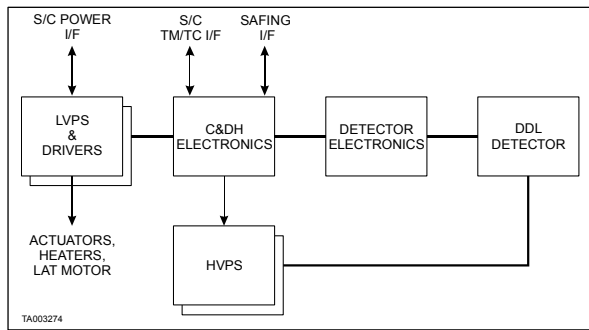 S/C POWER
I/F
S/C
TM/TC I/F
SAFING
I/F
LVPS
&
DRIVERS
C&DH
ELECTRONICS
DETECTOR
ELECTRONICS
DDL
DETECTOR
ACTUATORS,
HEATERS,
LAT MOTOR
HVPS
TA003274